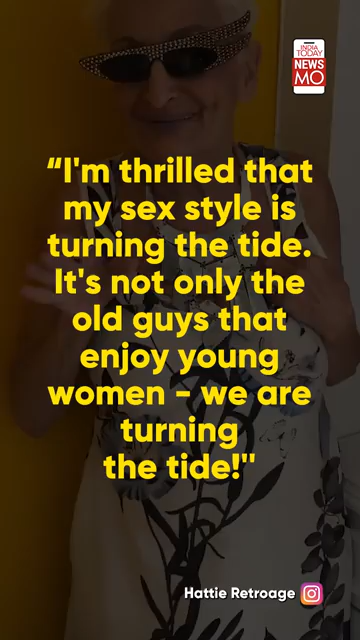 INDIA
TODAY
NEWS
MO
“I'm thrilled that
my sex style is
turning the tide.
It's not only the
old guys that
enjoy young
women - we are
turning
the tide!"
Hattie Retroage